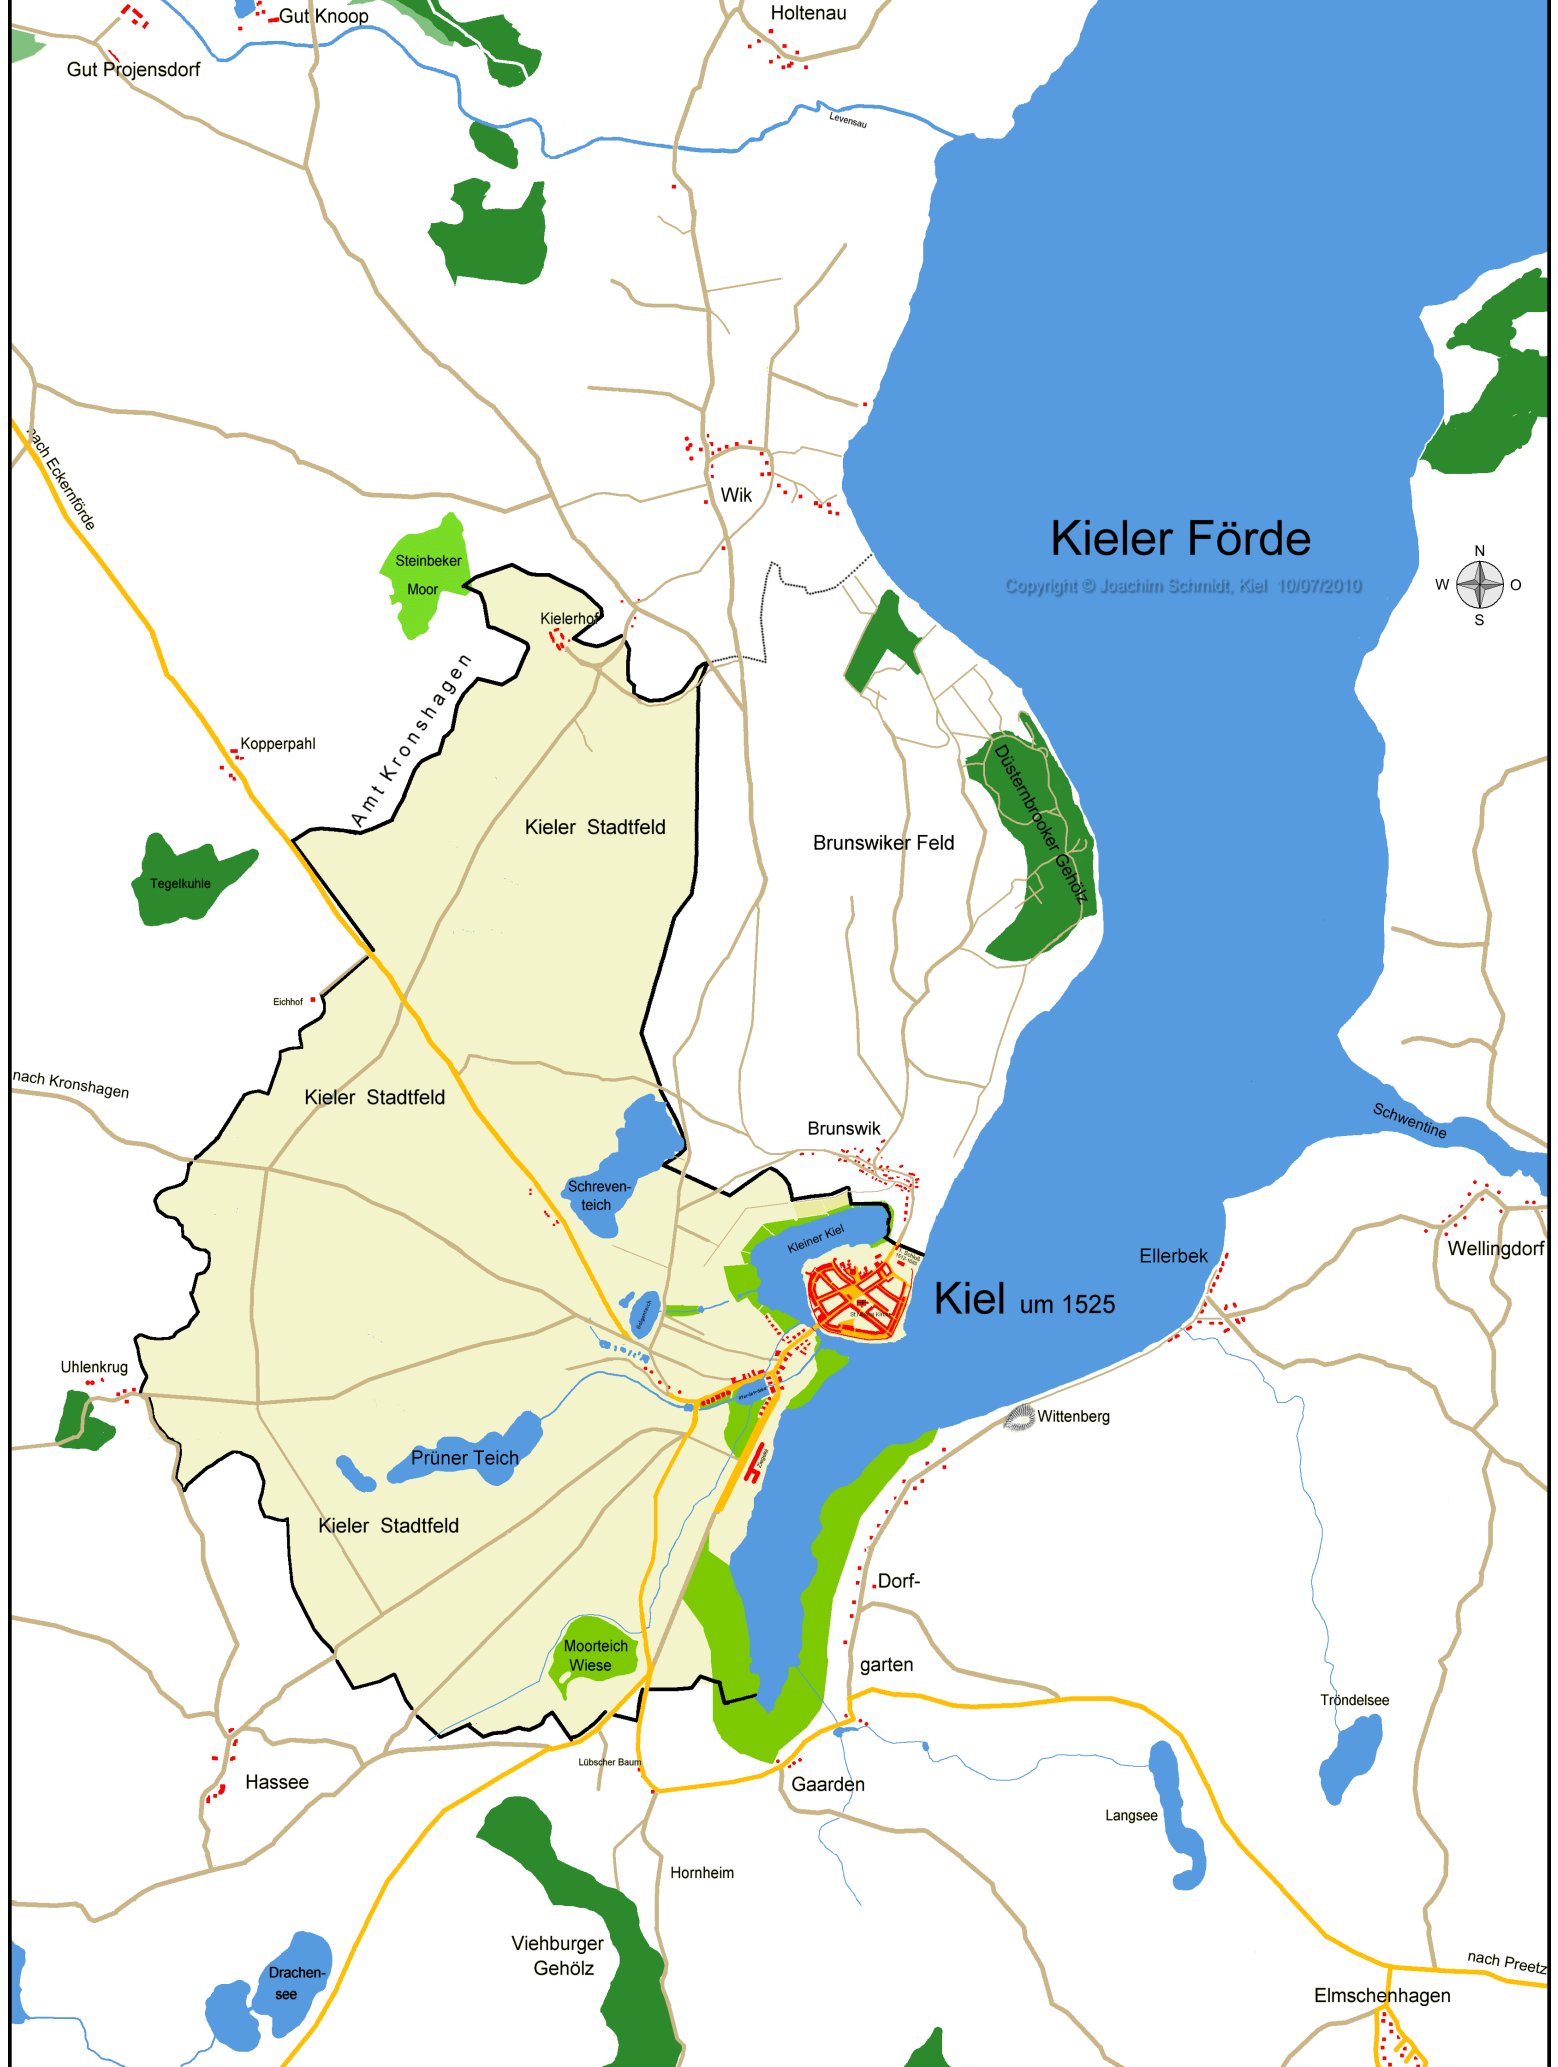 Gut Knoop
Holtenau
Gut Projensdorf
Levensau
nach Eckernförde
Wik
Kieler Förde
Copyright © Joachim Schmidt, Kiel 10/07/2010
N
W
O
S
Steinbeker
Moor
Kielerhof
Amt Kronshagen
Kopperpahl
Kieler Stadtfeld
Brunswiker Feld
Düsternbrooker Gehölz
Tegelkuhle
Eichhof
nach Kronshagen
Kieler Stadtfeld
Schwentine
Brunswik
Schreven-
teich
Kleiner Kiel
Schloß
Wellingdorf
Ellerbek
Kiel um 1525
Uhlenkrug
Wittenberg
Prüner Teich
Ziegelei
Kieler Stadtfeld
Dorf-
garten
Moorteich
Wiese
Tröndelsee
Lübscher Baum
Hassee
Gaarden
Langsee
Hornheim
Viehburger
Gehölz
Drachen-
see
nach Preetz
Elmschenhagen